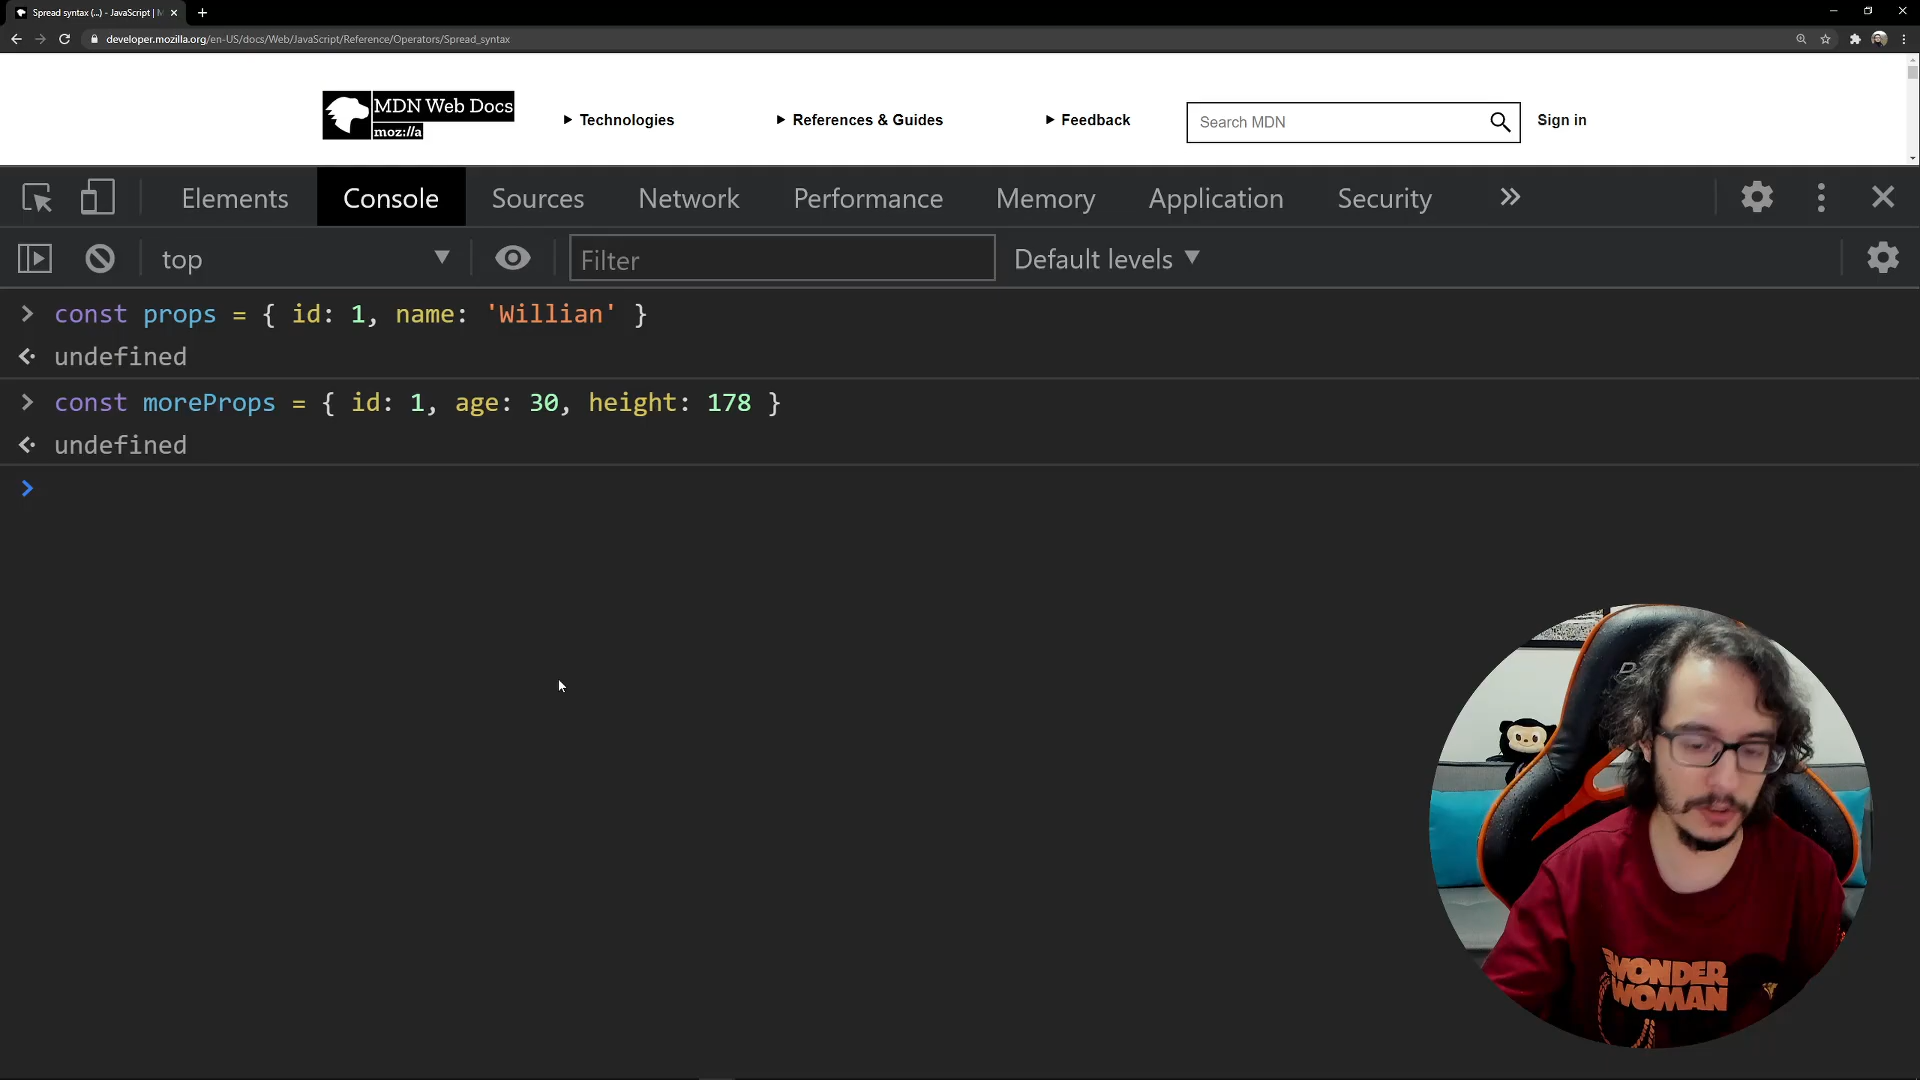 Spread syntax (...) - JavaScript | M
developer.mozilla.org/en-US/docs/Web/JavaScript/Reference/Operators/Spread_syntax
MDN Web Docs
moz://a
Technologies
References & Guides
Feedback
Search MDN
Sign in
Elements
Console
Sources
Network
Performance
Memory
Application
Security
top
Filter
Default levels
const props = { id: 1, name: 'Willian' }
undefined
const moreProps = { id: 1, age: 30, height: 178 }
undefined
WONDER
WOMAN